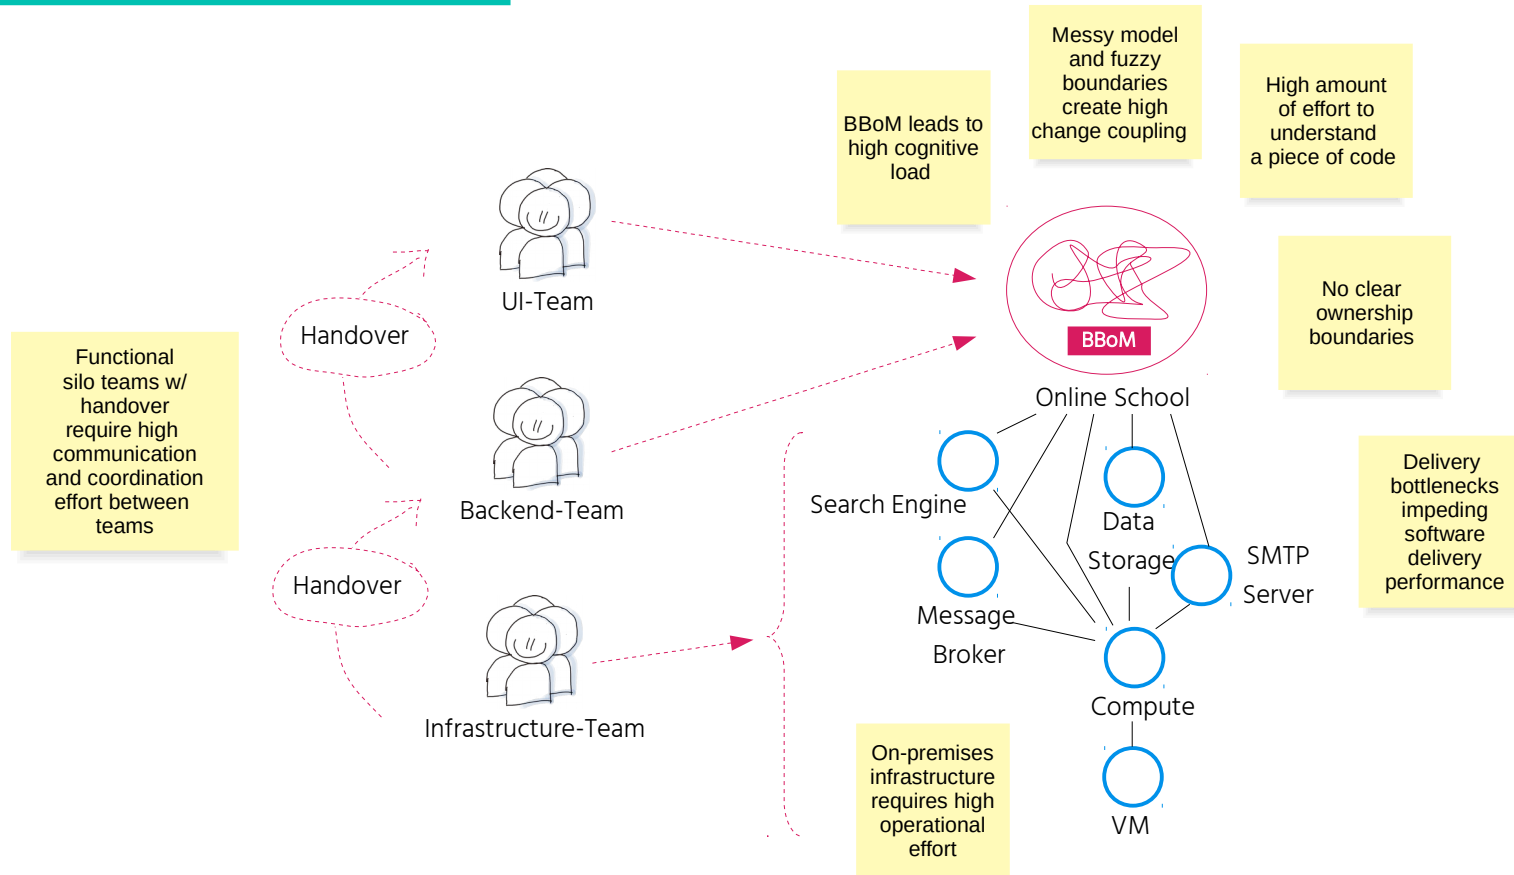 Messy model
and fuzzy
boundaries
create high
change coupling
High amount
of effort to
understand
a piece of code
BBoM leads to
high cognitive
load
UI-Team
Handover
BBoM
No clear
ownership
boundaries
Functional
silo teams w/
handover
require high
communication
and coordination
effort between
teams
Online School
Backend-Team
Search Engine
Data
Storage
SMTP
Server
Delivery
bottlenecks
impeding
software
delivery
performance
Handover
Message
Broker
Infrastructure-Team
Compute
On-premises
infrastructure
requires high
operational
effort
VM